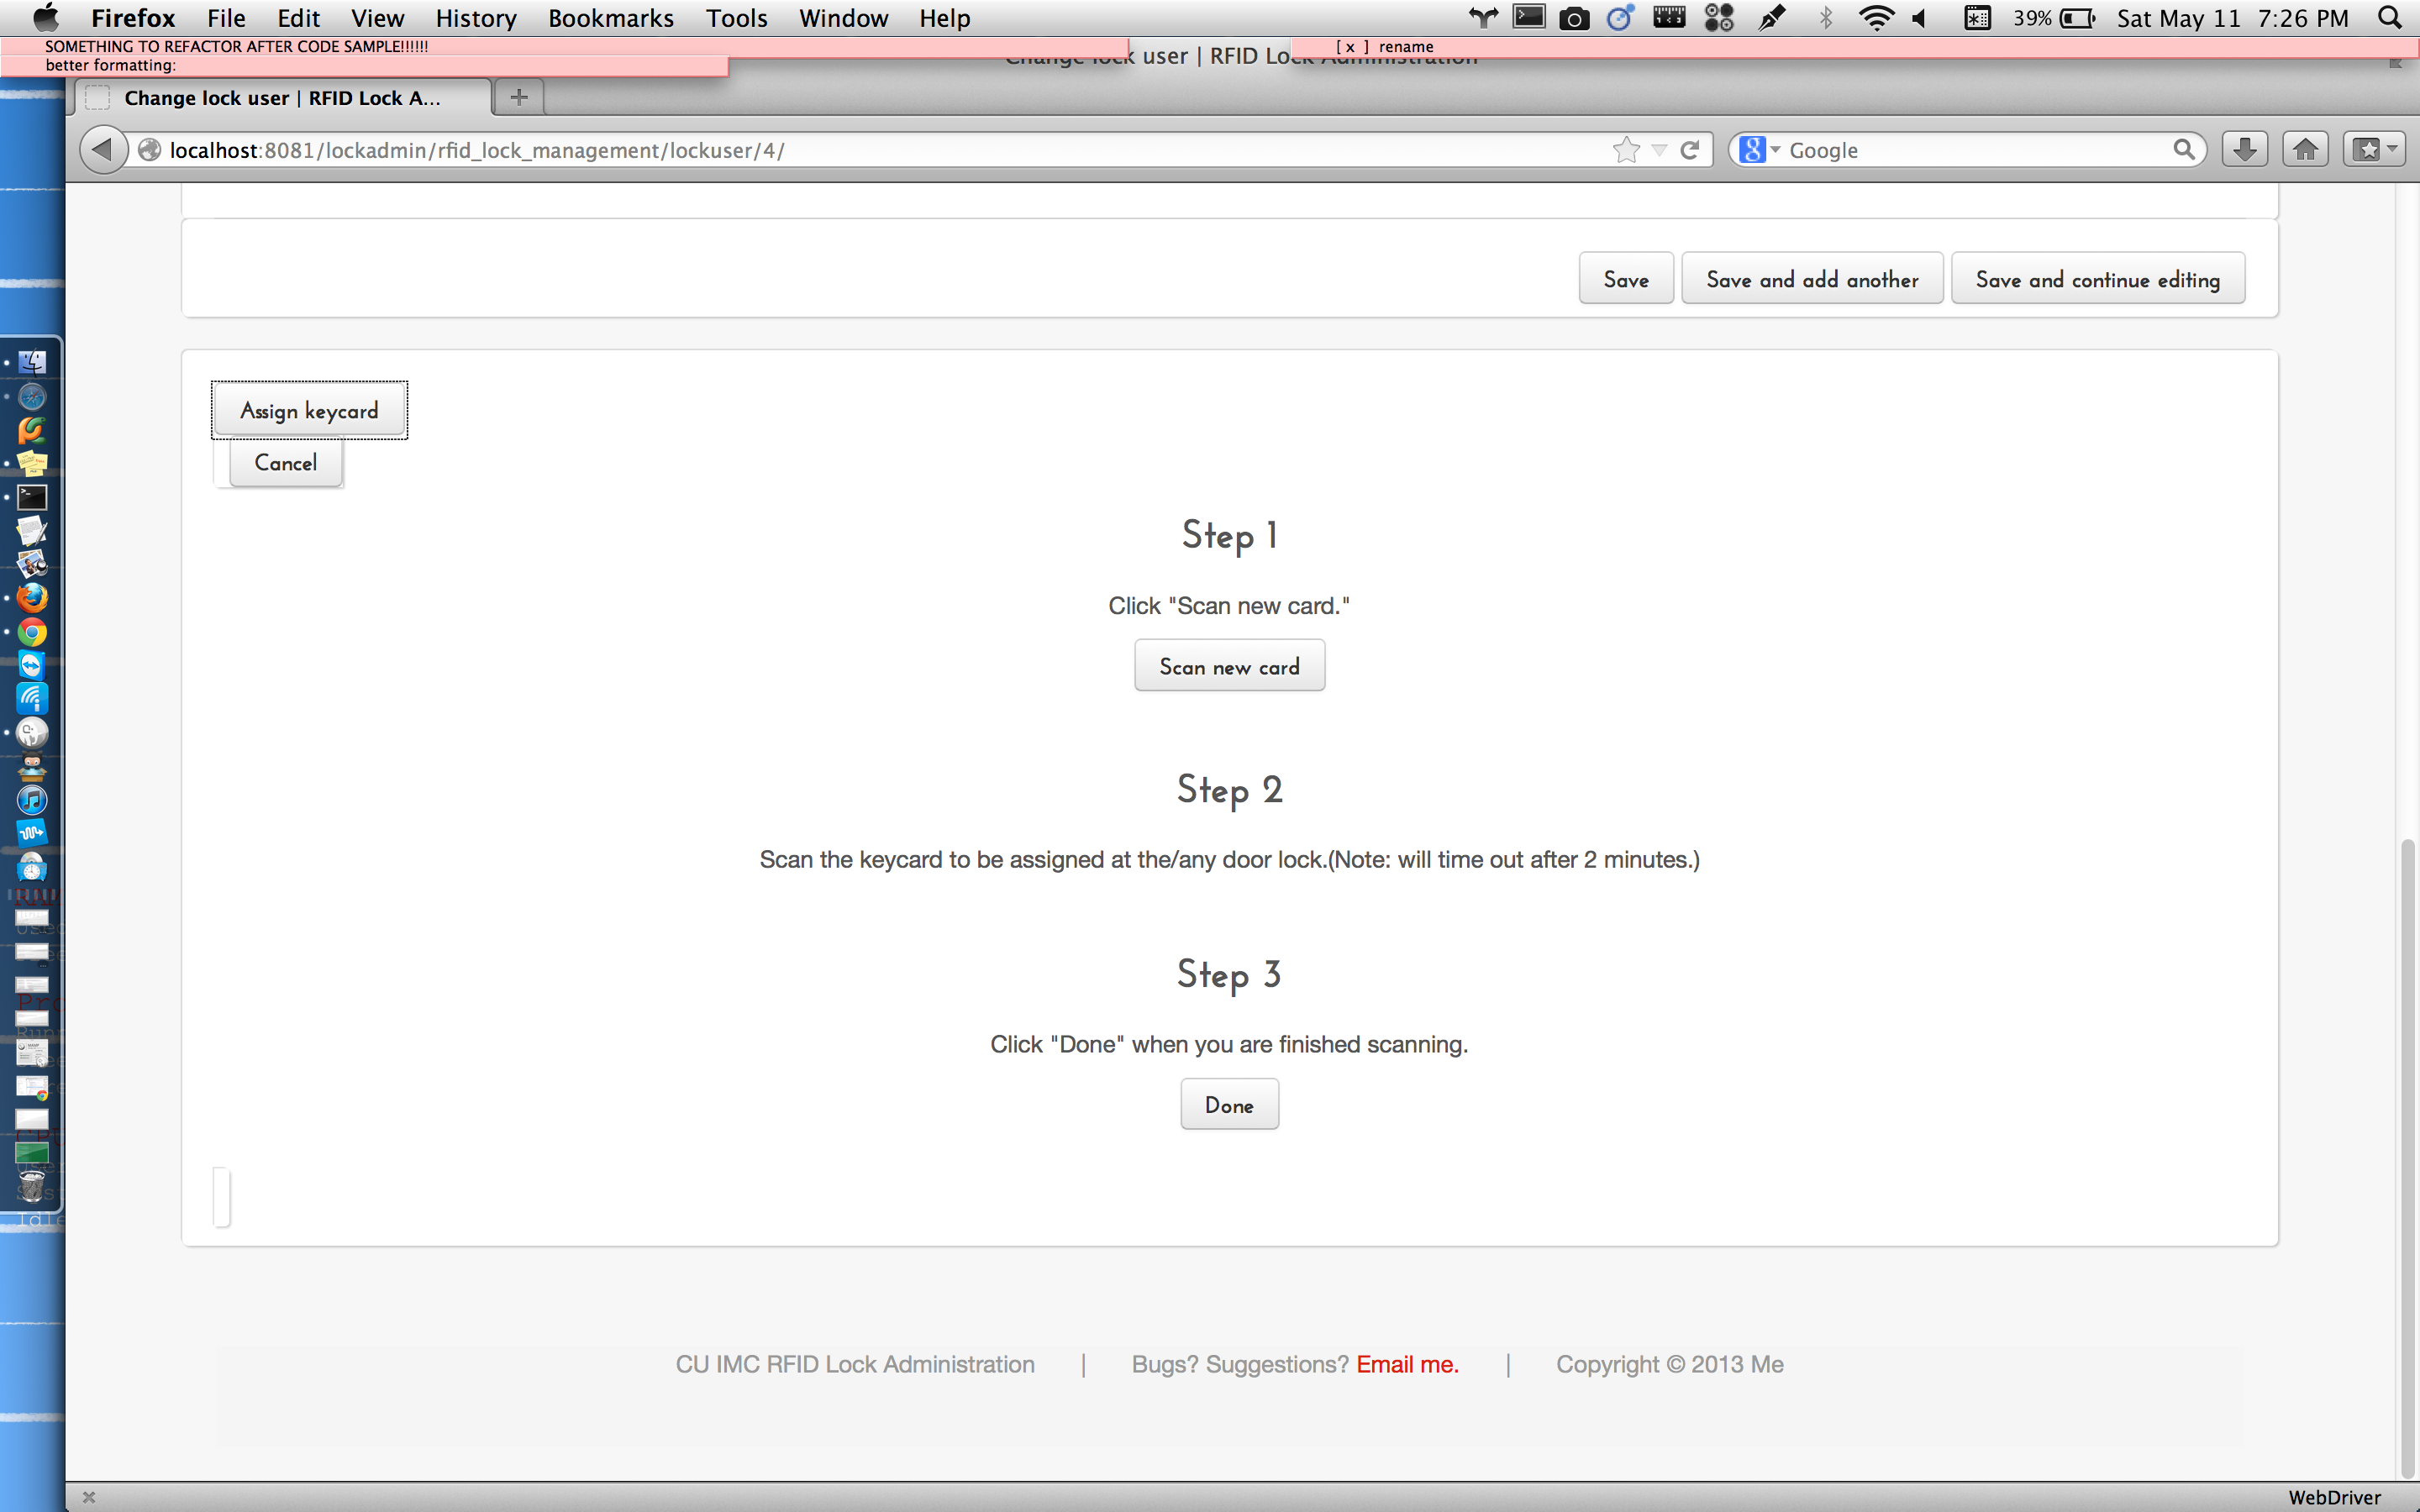 Firefox File Edit View History Bookmarks Tools Window Help 39% Sat May 11 7:26 PM
SOMETHING TO REFACTOR AFTER CODE SAMPLE!!!!!!
[ x ] rename
better formatting:
Change lock user | RFID Lock Administration
Change lock user | RFID Lock A...
localhost:8081/lockadmin/rfid_lock_management/lockuser/4/
Google
Save
Save and add another
Save and continue editing
Assign keycard
Cancel
Step 1
Click "Scan new card."
Scan new card
Step 2
Scan the keycard to be assigned at the/any door lock.(Note: will time out after 2 minutes.)
Step 3
Click "Done" when you are finished scanning.
Done
CU IMC RFID Lock Administration | Bugs? Suggestions? Email me. | Copyright © 2013 Me
WebDriver